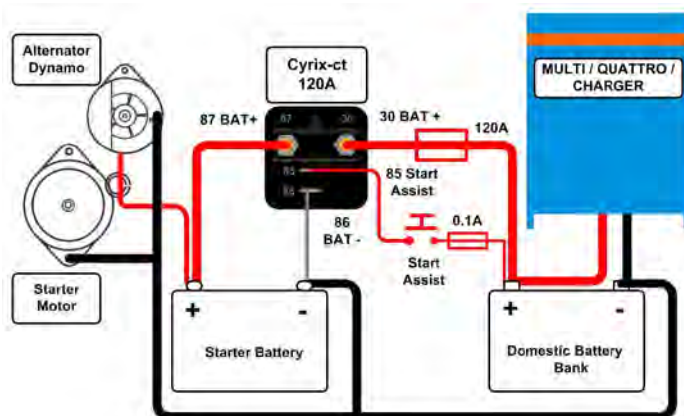 Alternator
Dynamo
Cyrix-ct
120A
MULTI / QUATTRO /
CHARGER
87 BAT+
87
30
30 BAT +
120A
85
85 Start
Assist
86
BAT -
0.1A
Start
Assist
Starter
Motor
+
-
Starter Battery
+
-
Domestic Battery
Bank